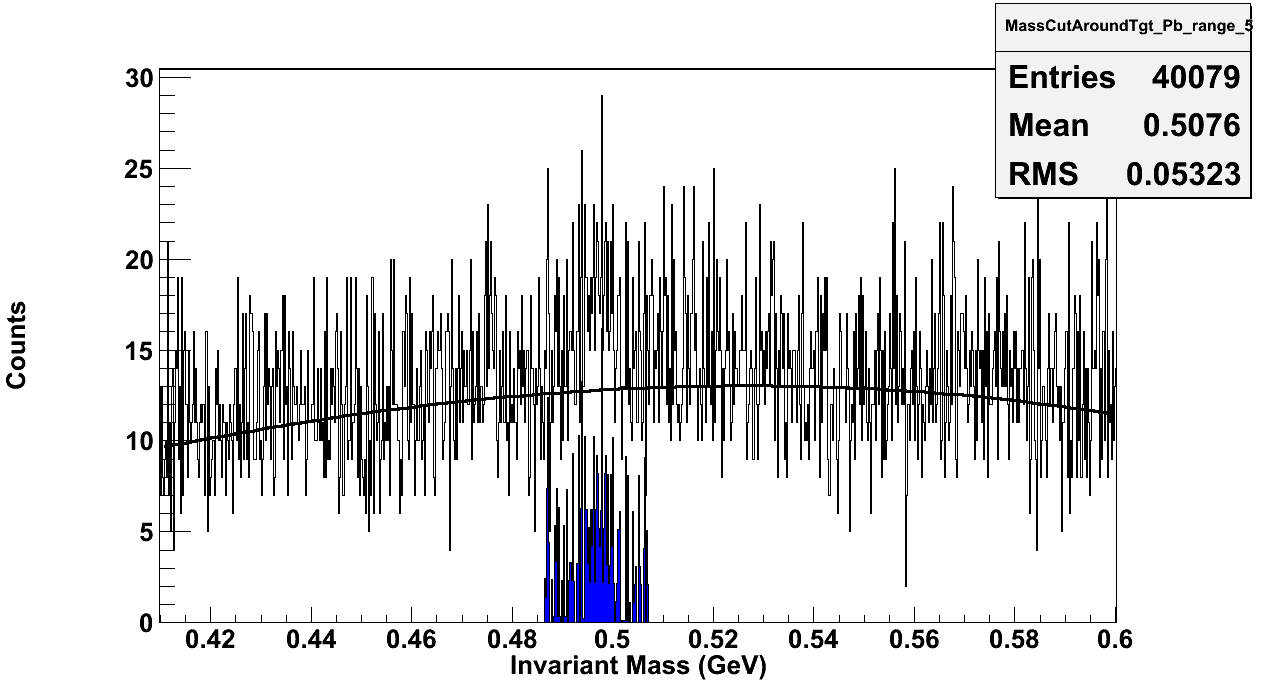 MassCutAroundTgt_Pb_range_5
Entries 40079
Mean 0.5076
RMS 0.05323
30
25
20
15
10
5
0
Counts
0.42 0.44 0.46 0.48 0.5 0.52 0.54 0.56 0.58 0.6
Invariant Mass (GeV)